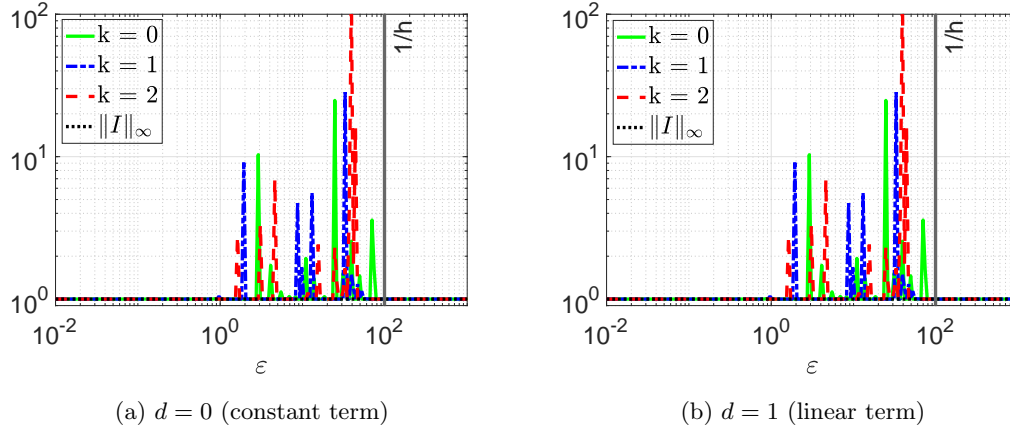 10^2
10^1
10^0
k = 0
k = 1
k = 2
‖I‖_∞
1/h
10^-2
10^0
10^2
ε
(a) d = 0 (constant term)
10^2
10^1
10^0
k = 0
k = 1
k = 2
‖I‖_∞
1/h
10^-2
10^0
10^2
ε
(b) d = 1 (linear term)